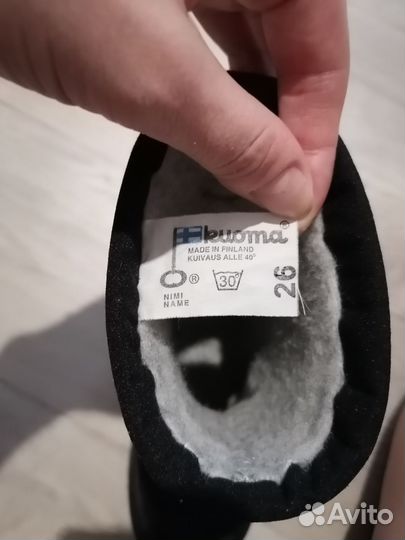 kuoma®
MADE IN FINLAND
KUIVAUS ALLE 40°
® 30°
26
NIMI
NAME
Avito